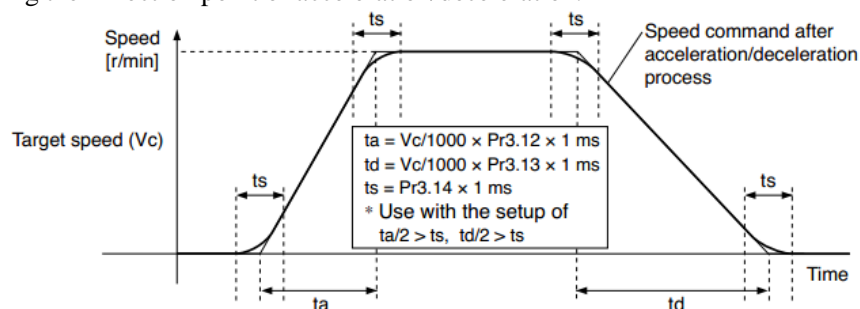 ts
ts
Speed
[r/min]
Speed command after
acceleration/deceleration
process
Target speed (Vc)
ta = Vc/1000 × Pr3.12 × 1 ms
td = Vc/1000 × Pr3.13 × 1 ms
ts = Pr3.14 × 1 ms
* Use with the setup of
ta/2 > ts, td/2 > ts
ts
ts
Time
ta
td